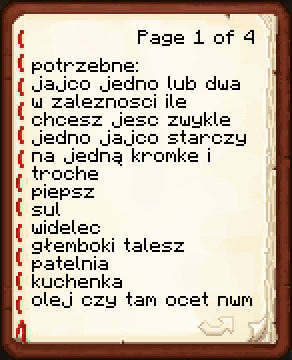 Page 1 of 4
potrzebne:
jajco jedno lub dwa
w zaleznosci ile
chcesz jesc zwykle
jedno jajco starczy
na jedną kromke i
troche
piepsz
sul
widelec
głemboki talesz
patelnia
kuchenka
olej czy tam ocet nwm